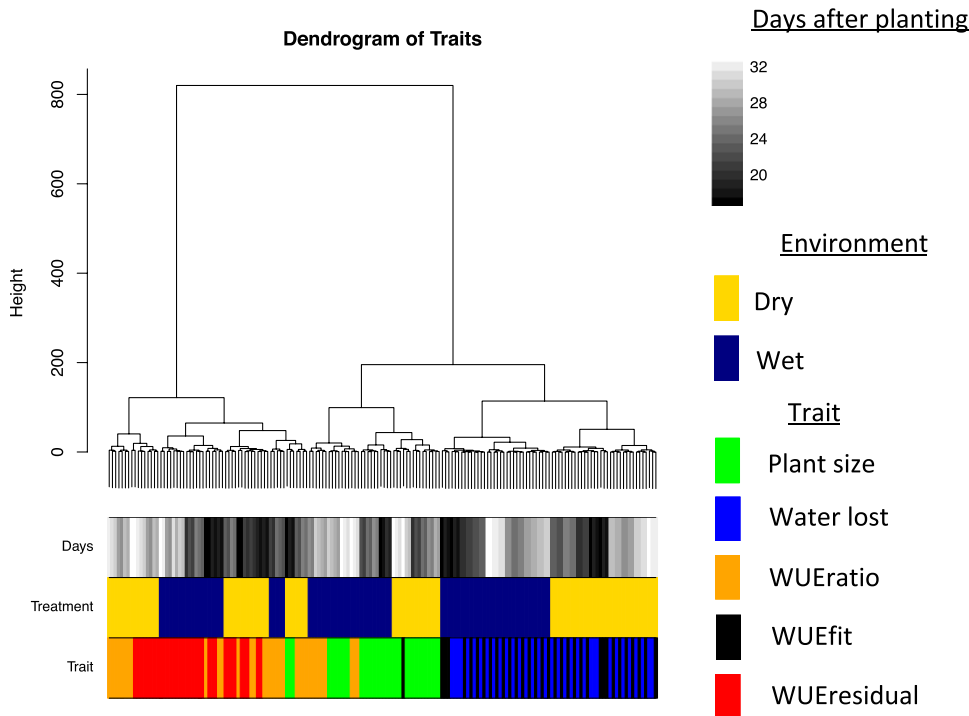 Dendrogram of Traits
Height
800
600
400
200
0
Days
Treatment
Trait
Days after planting
32
28
24
20
Environment
Dry
Wet
Trait
Plant size
Water lost
WUEratio
WUEfit
WUEresidual